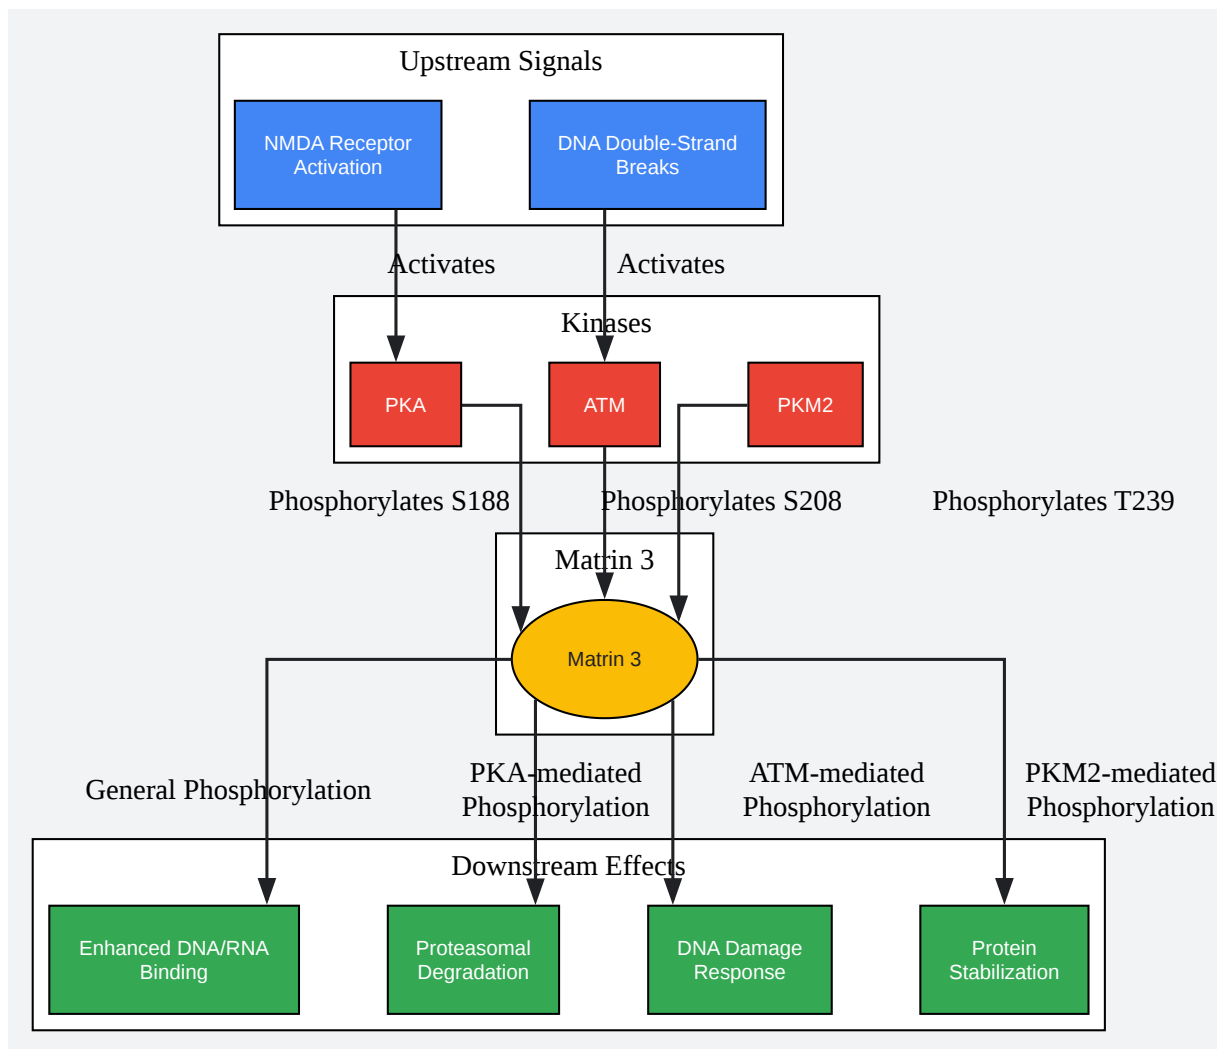 Upstream Signals
NMDA Receptor
Activation
DNA Double-Strand
Breaks
Activates
Activates
Kinases
PKA
ATM
PKM2
Phosphorylates S188
Phosphorylates S208
Phosphorylates T239
Matrin 3
Matrin 3
General Phosphorylation
PKA-mediated
Phosphorylation
ATM-mediated
Phosphorylation
PKM2-mediated
Phosphorylation
Downstream Effects
Enhanced DNA/RNA
Binding
Proteasomal
Degradation
DNA Damage
Response
Protein
Stabilization